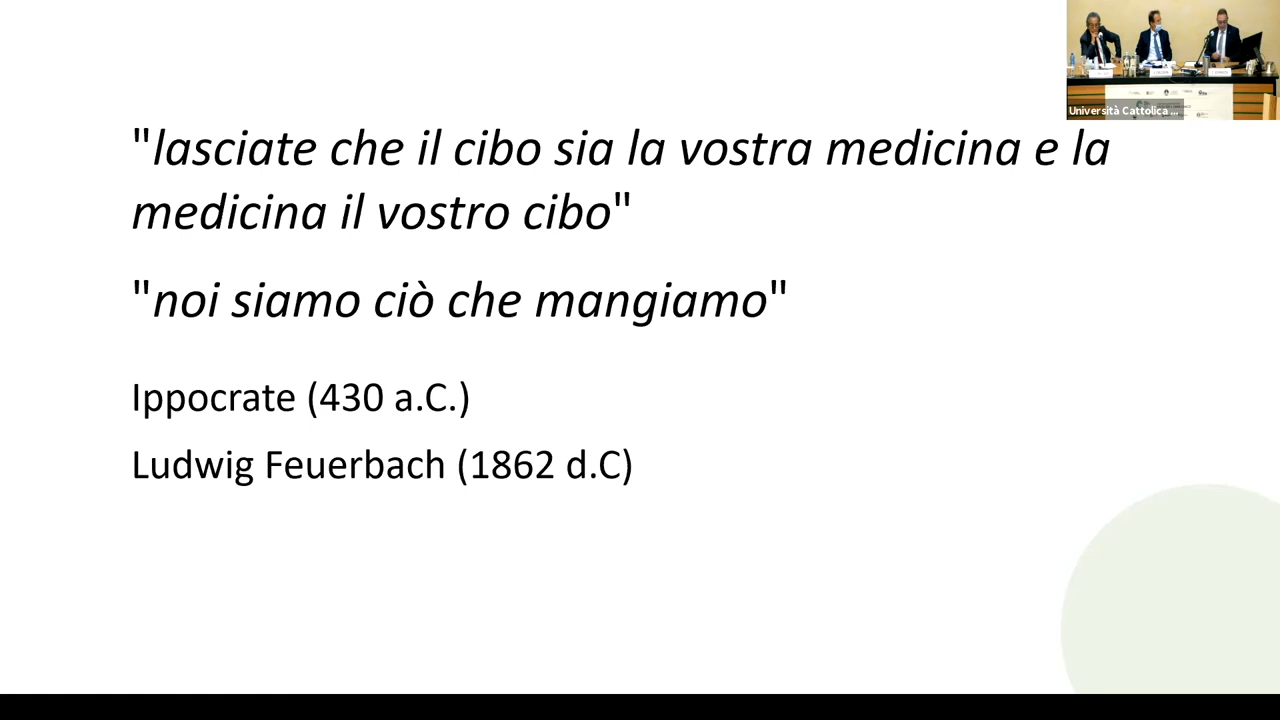 "lasciate che il cibo sia la vostra medicina e la
medicina il vostro cibo"
"noi siamo ciò che mangiamo"
Ippocrate (430 a.C.)
Ludwig Feuerbach (1862 d.C)
Università Cattolica ...